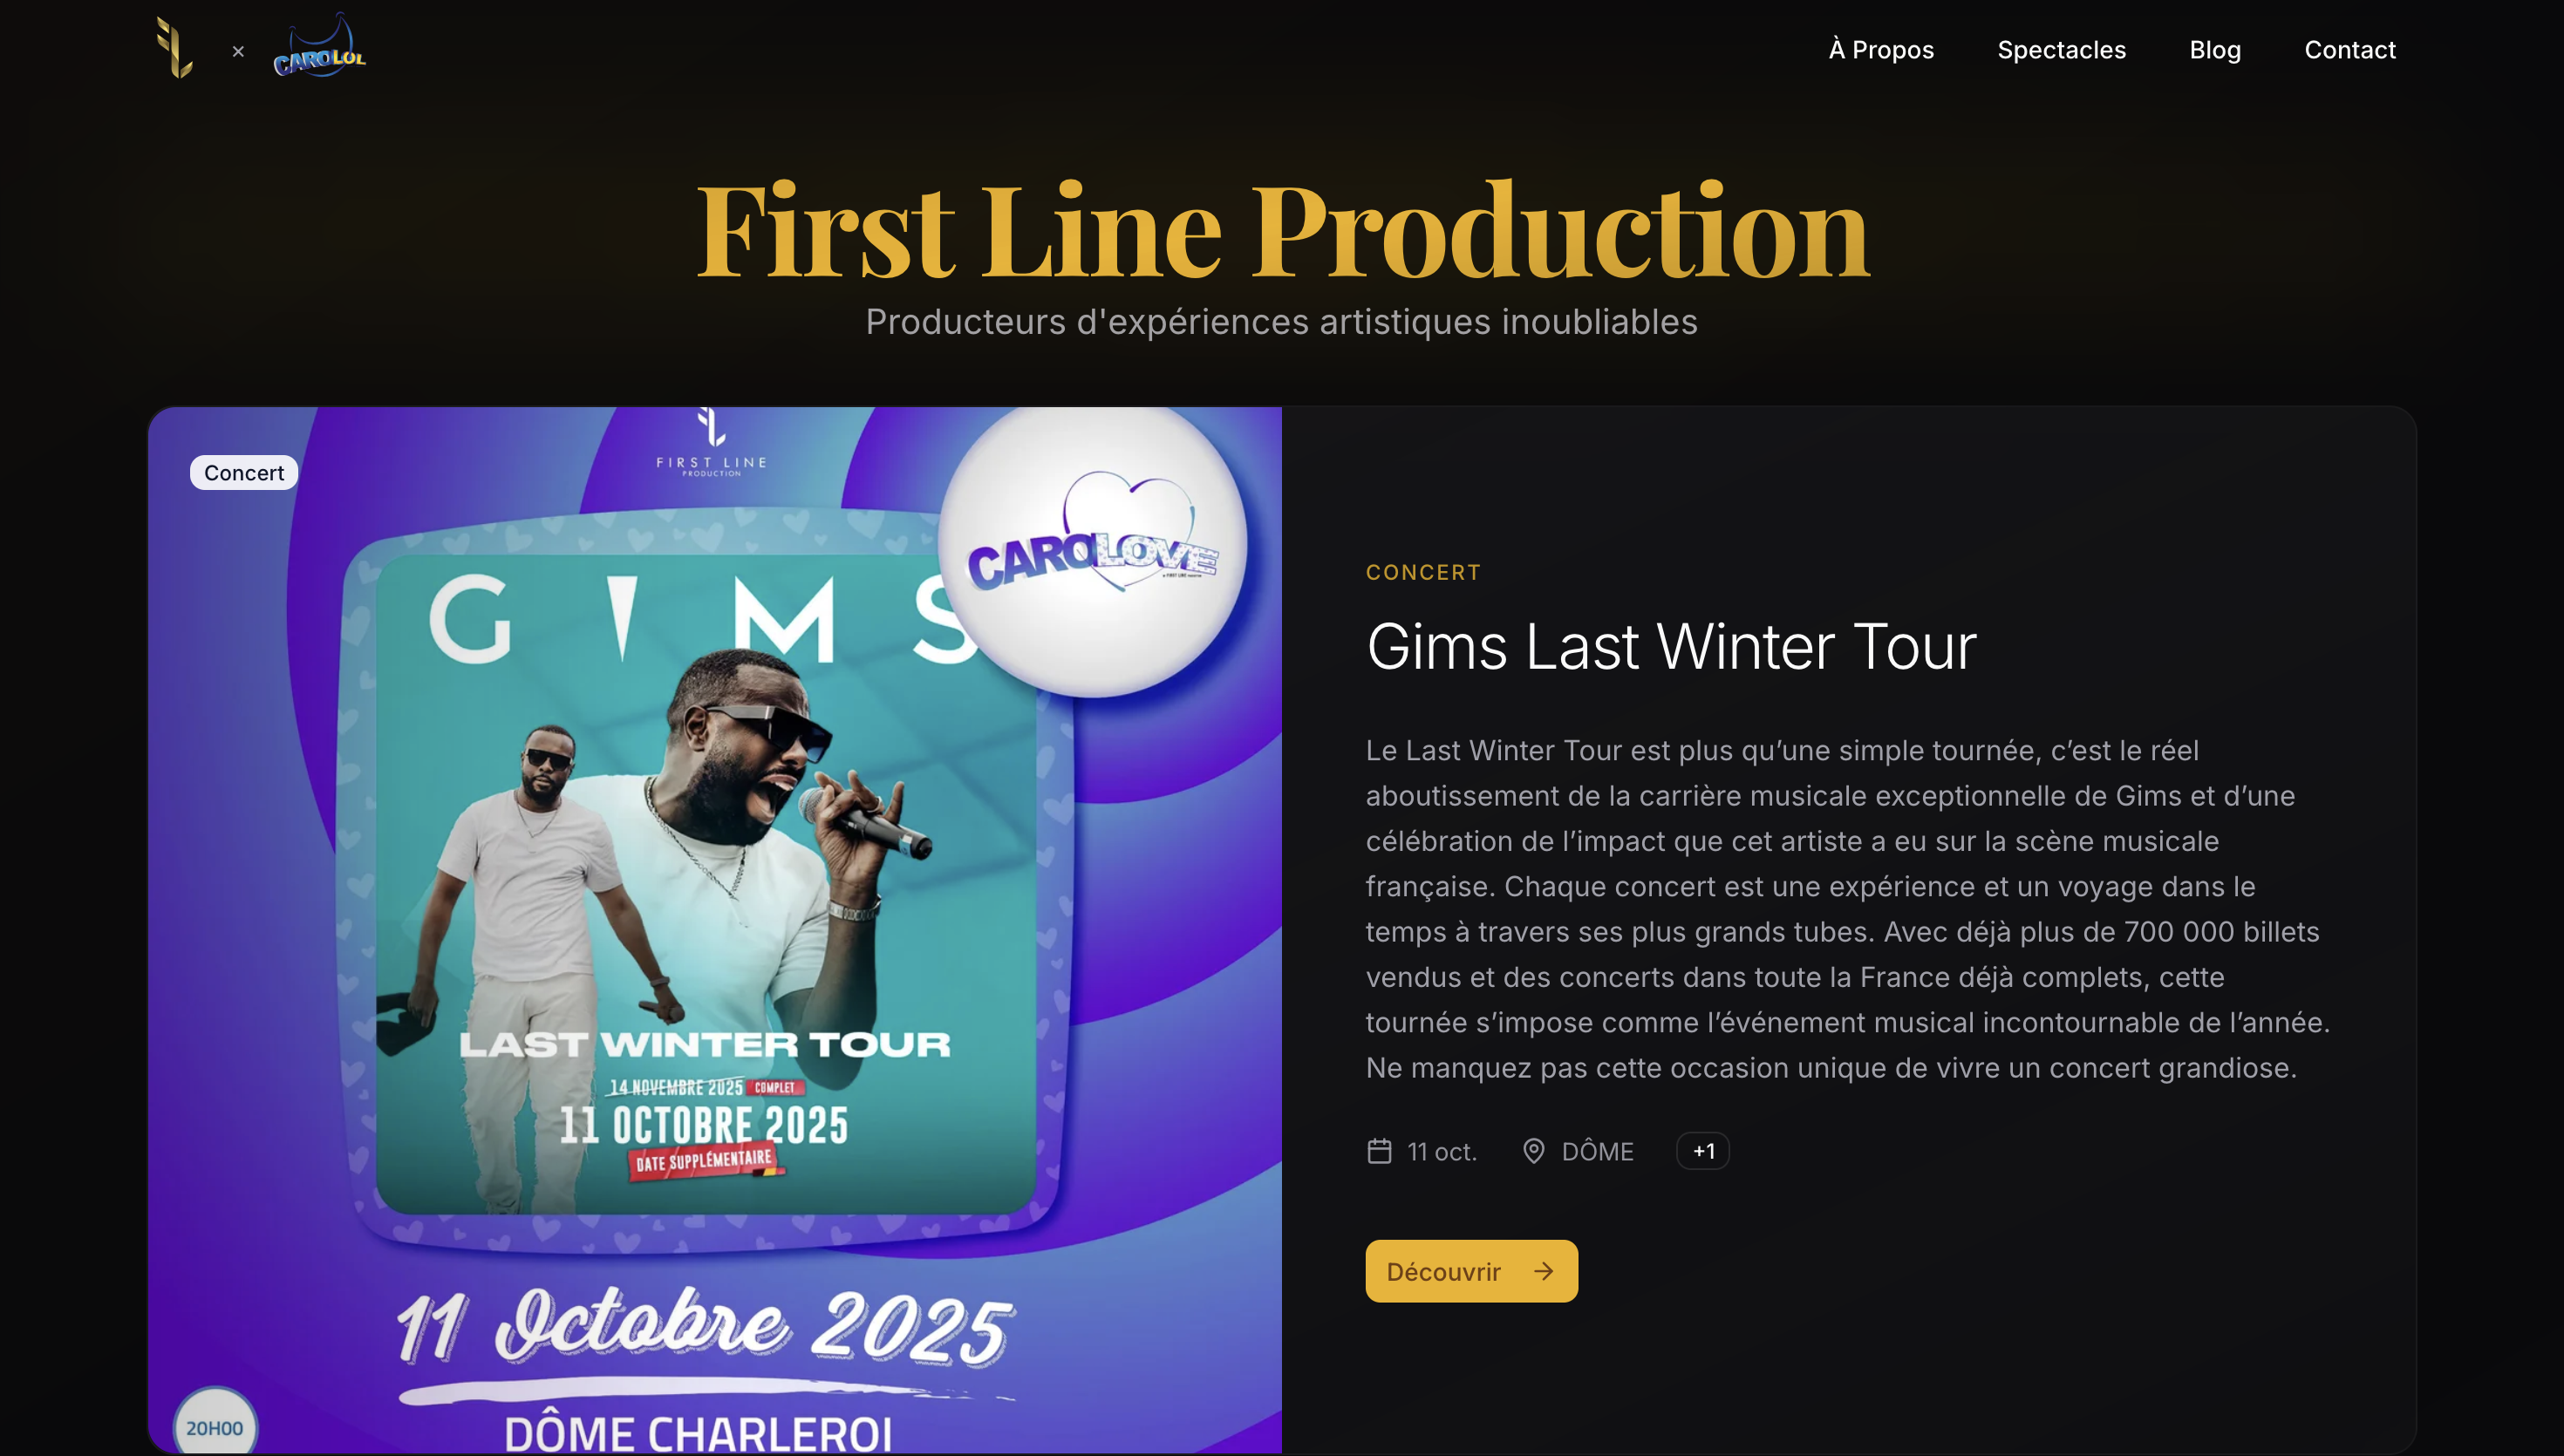 ×
CAROLOL
À Propos
Spectacles
Blog
Contact
First Line Production
Producteurs d'expériences artistiques inoubliables
Concert
FIRST LINE
PRODUCTION
CAROLOVE
GIMS
LAST WINTER TOUR
14 NOVEMBRE 2025 COMPLET
11 OCTOBRE 2025
DATE SUPPLÉMENTAIRE
11 Octobre 2025
20H00
DÔME CHARLEROI
CONCERT
Gims Last Winter Tour
Le Last Winter Tour est plus qu’une simple tournée, c’est le réel
aboutissement de la carrière musicale exceptionnelle de Gims et d’une
célébration de l’impact que cet artiste a eu sur la scène musicale
française. Chaque concert est une expérience et un voyage dans le
temps à travers ses plus grands tubes. Avec déjà plus de 700 000 billets
vendus et des concerts dans toute la France déjà complets, cette
tournée s’impose comme l’événement musical incontournable de l’année.
Ne manquez pas cette occasion unique de vivre un concert grandiose.
11 oct.
DÔME
+1
Découvrir →